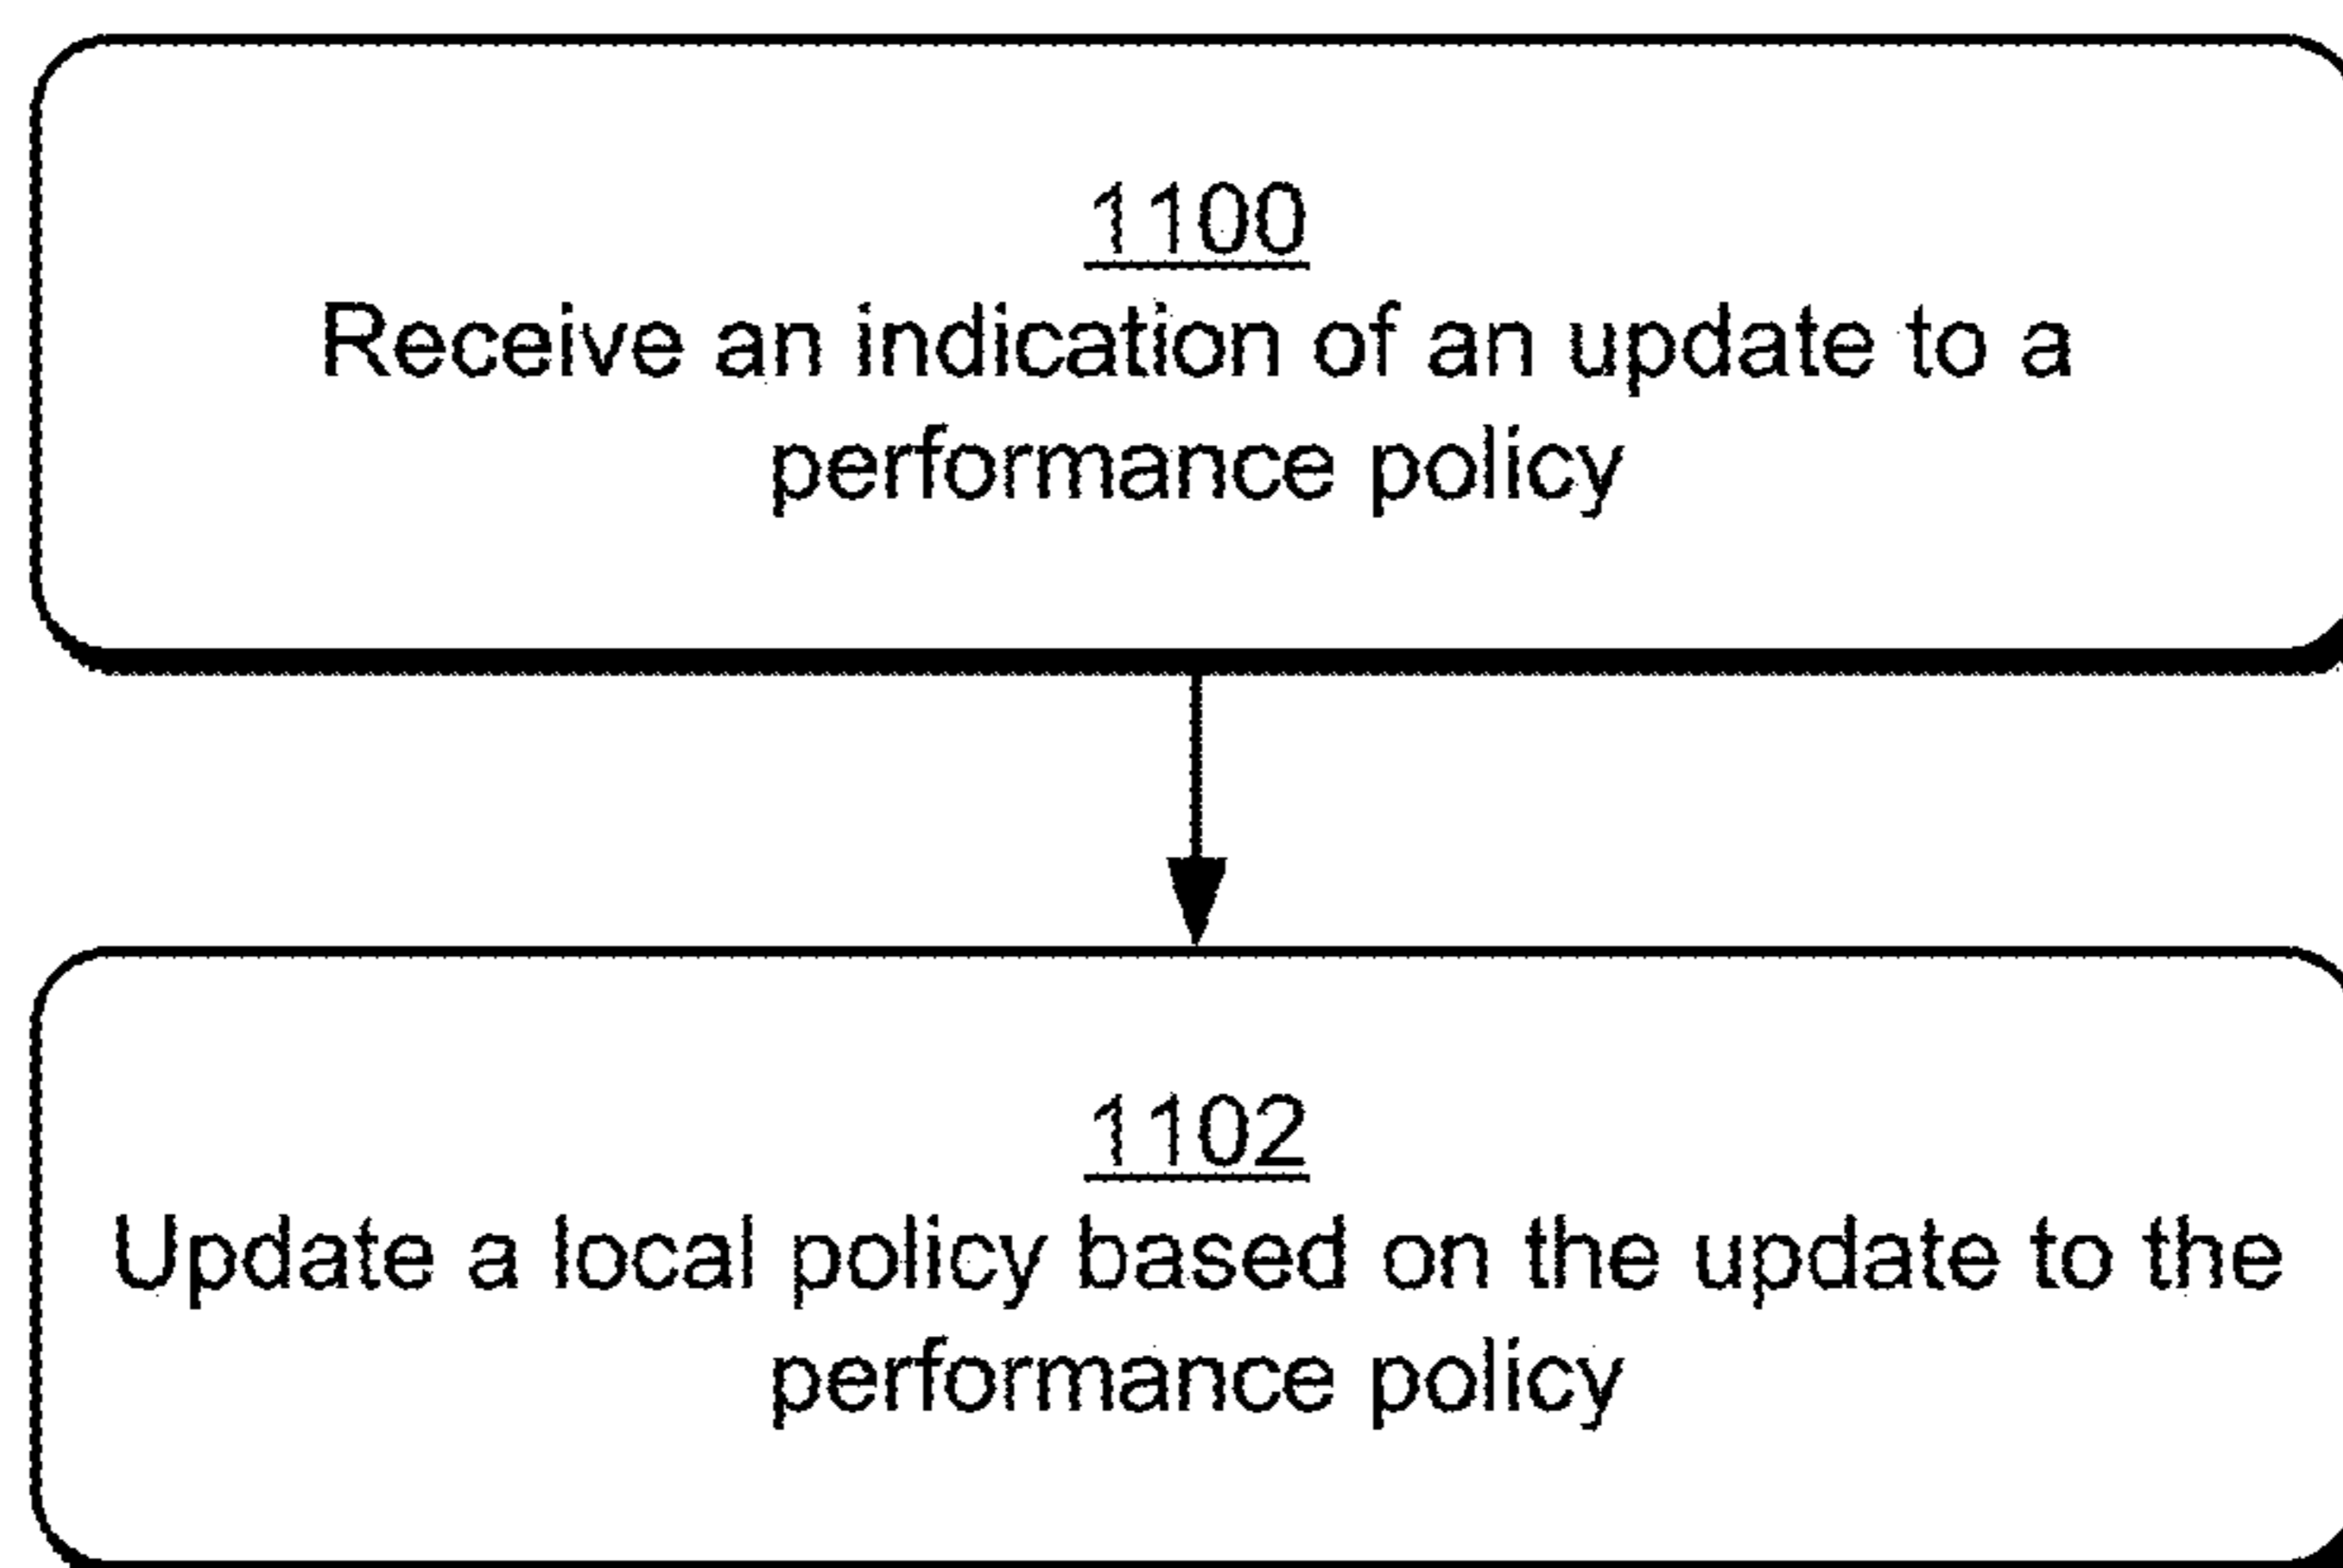 1100
Receive an indication of an update to a
performance policy
1102
Update a local policy based on the update to the
performance policy